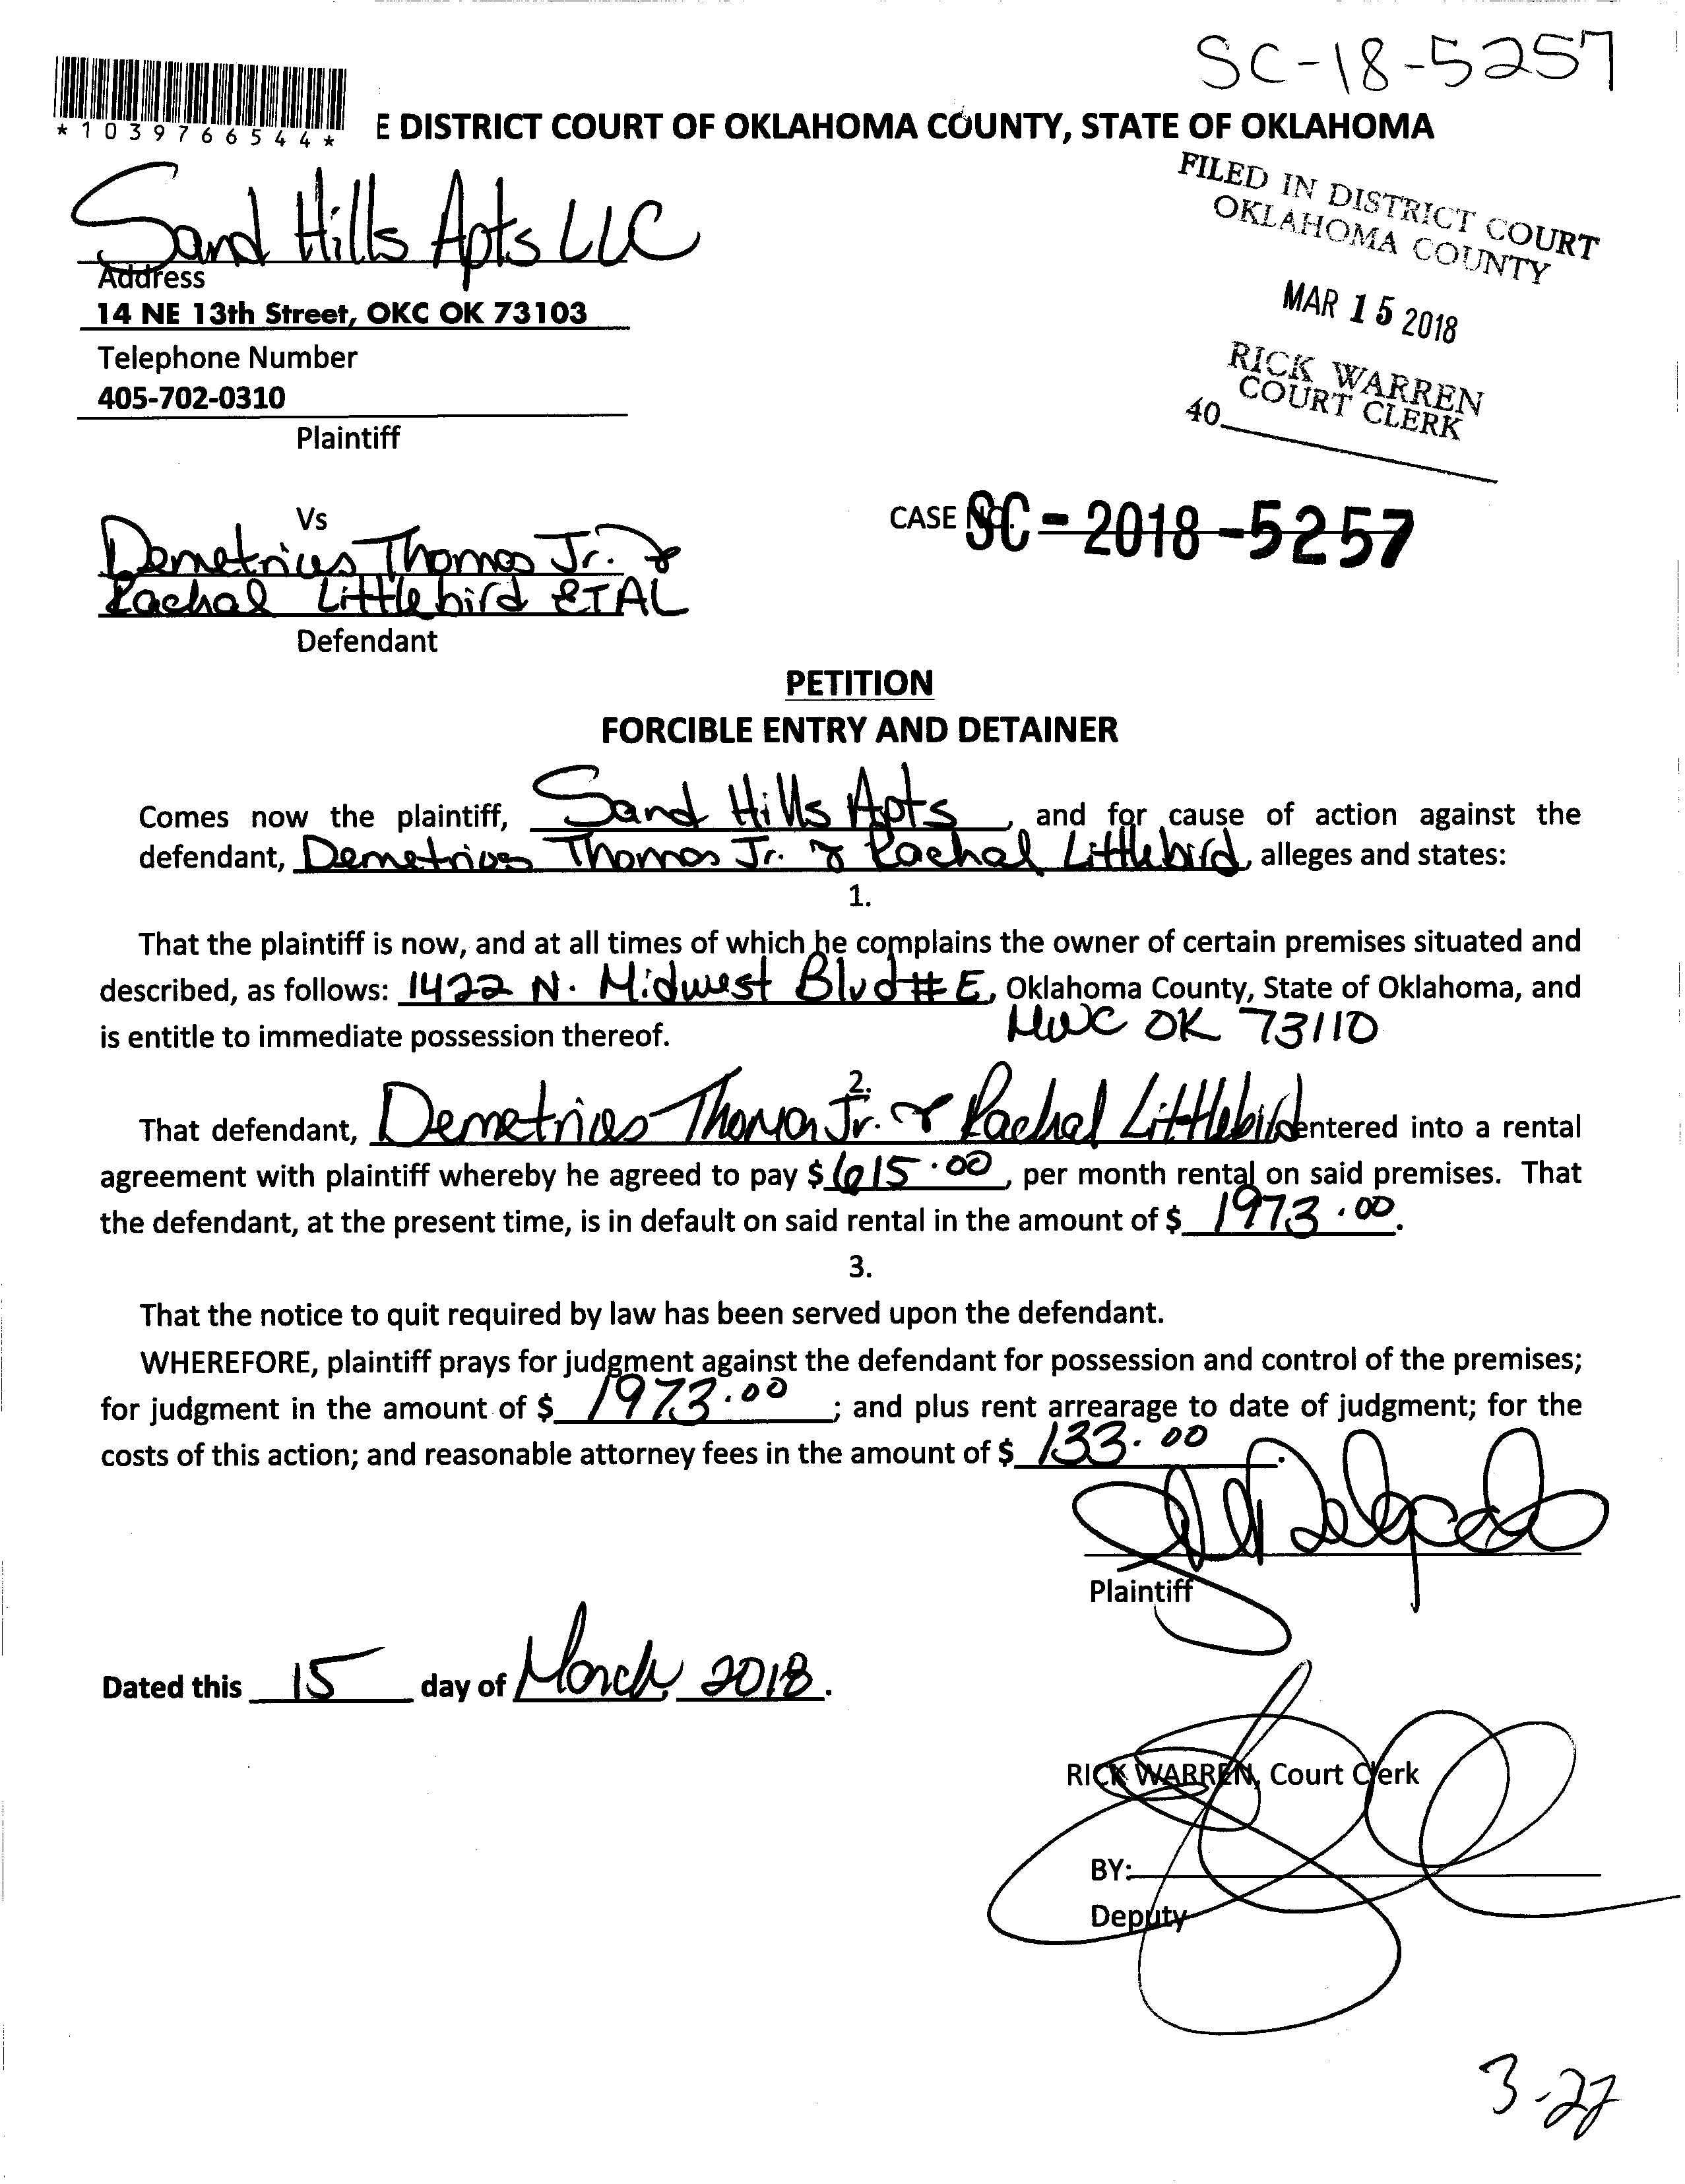 SC-18-5257
*1039766544*
E DISTRICT COURT OF OKLAHOMA COUNTY, STATE OF OKLAHOMA
Sand Hills Apts LLC
Address
14 NE 13th Street, OKC OK 73103
Telephone Number
405-702-0310
Plaintiff
FILED IN DISTRICT COURT
OKLAHOMA COUNTY
MAR 15 2018
RICK WARREN
COURT CLERK
40
Vs
Demetrius Thomas Jr. &
Rachal Littlebird ETAL
Defendant
CASE NO. SC-2018-5257
PETITION
FORCIBLE ENTRY AND DETAINER
Comes now the plaintiff, Sand Hills Apts, and for cause of action against the
defendant, Demetrius Thomas Jr. & Rachal Littlebird, alleges and states:
1.
That the plaintiff is now, and at all times of which he complains the owner of certain premises situated and
described, as follows: 1422 N. Midwest Blvd # E, Oklahoma County, State of Oklahoma, and
is entitle to immediate possession thereof. MWC OK 73110
2.
That defendant, Demetrius Thomas Jr. & Rachal Littlebird entered into a rental
agreement with plaintiff whereby he agreed to pay $ 615.00, per month rental on said premises. That
the defendant, at the present time, is in default on said rental in the amount of $ 1973.00.
3.
That the notice to quit required by law has been served upon the defendant.
WHEREFORE, plaintiff prays for judgment against the defendant for possession and control of the premises;
for judgment in the amount of $ 1973.00; and plus rent arrearage to date of judgment; for the
costs of this action; and reasonable attorney fees in the amount of $ 133.00.
Delgado
Plaintiff
Dated this 15 day of March, 2018.
RICK WARREN, Court Clerk
BY:
Deputy
3-27